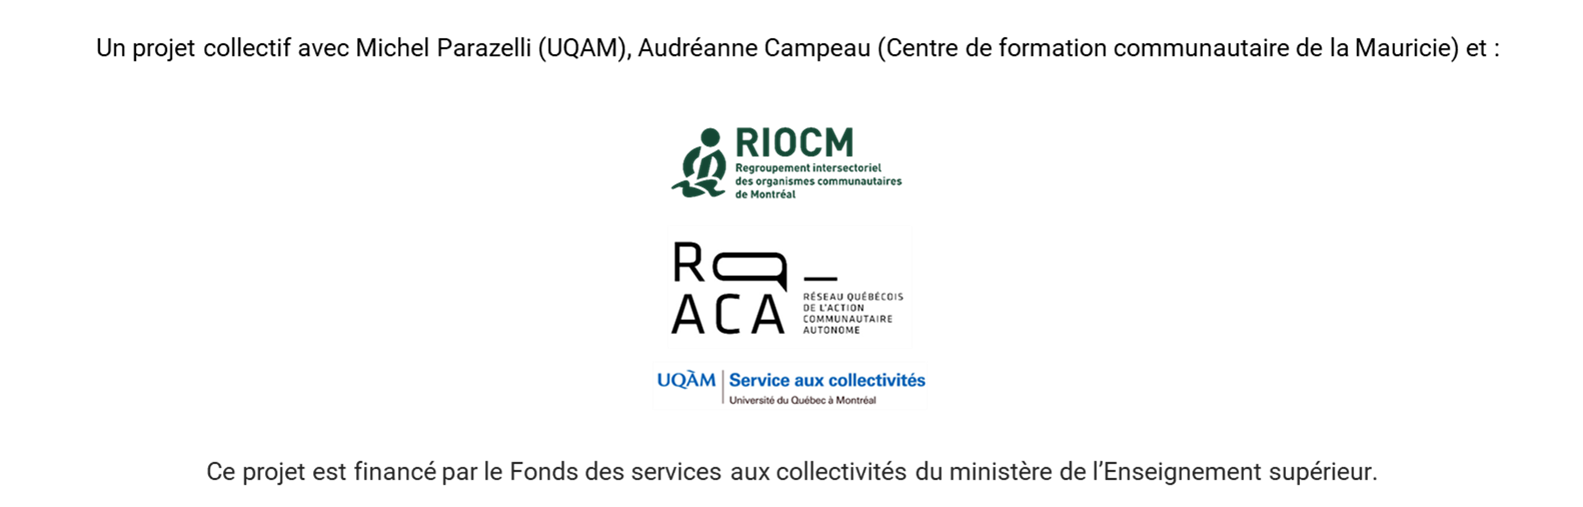 Un projet collectif avec Michel Parazelli (UQAM), Audréanne Campeau (Centre de formation communautaire de la Mauricie) et :
RIOCM
Regroupement intersectoriel
des organismes communautaires
de Montréal
RQ
ACA
RÉSEAU QUÉBÉCOIS
DE L'ACTION
COMMUNAUTAIRE
AUTONOME
UQÀM | Service aux collectivités
Université du Québec à Montréal
Ce projet est financé par le Fonds des services aux collectivités du ministère de l’Enseignement supérieur.